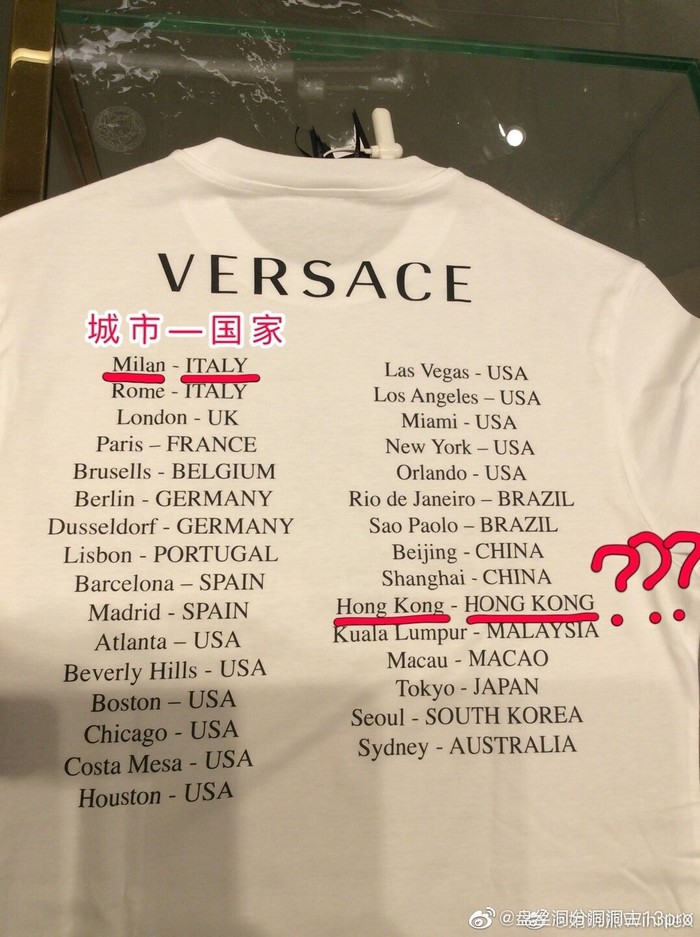 VERSACE
城市—国家
Milan - ITALY
Rome - ITALY
London - UK
Paris – FRANCE
Brusells - BELGIUM
Berlin - GERMANY
Dusseldorf - GERMANY
Lisbon - PORTUGAL
Barcelona – SPAIN
Madrid - SPAIN
Atlanta – USA
Beverly Hills - USA
Boston – USA
Chicago - USA
Costa Mesa - USA
Houston - USA
Las Vegas - USA
Los Angeles – USA
Miami - USA
New York – USA
Orlando - USA
Rio de Janeiro – BRAZIL
Sao Paolo – BRAZIL
Beijing - CHINA
Shanghai - CHINA
Hong Kong - HONG KONG
???
Kuala Lumpur - MALAYSIA
Macau - MACAO
Tokyo - JAPAN
Seoul - SOUTH KOREA
Sydney - AUSTRALIA